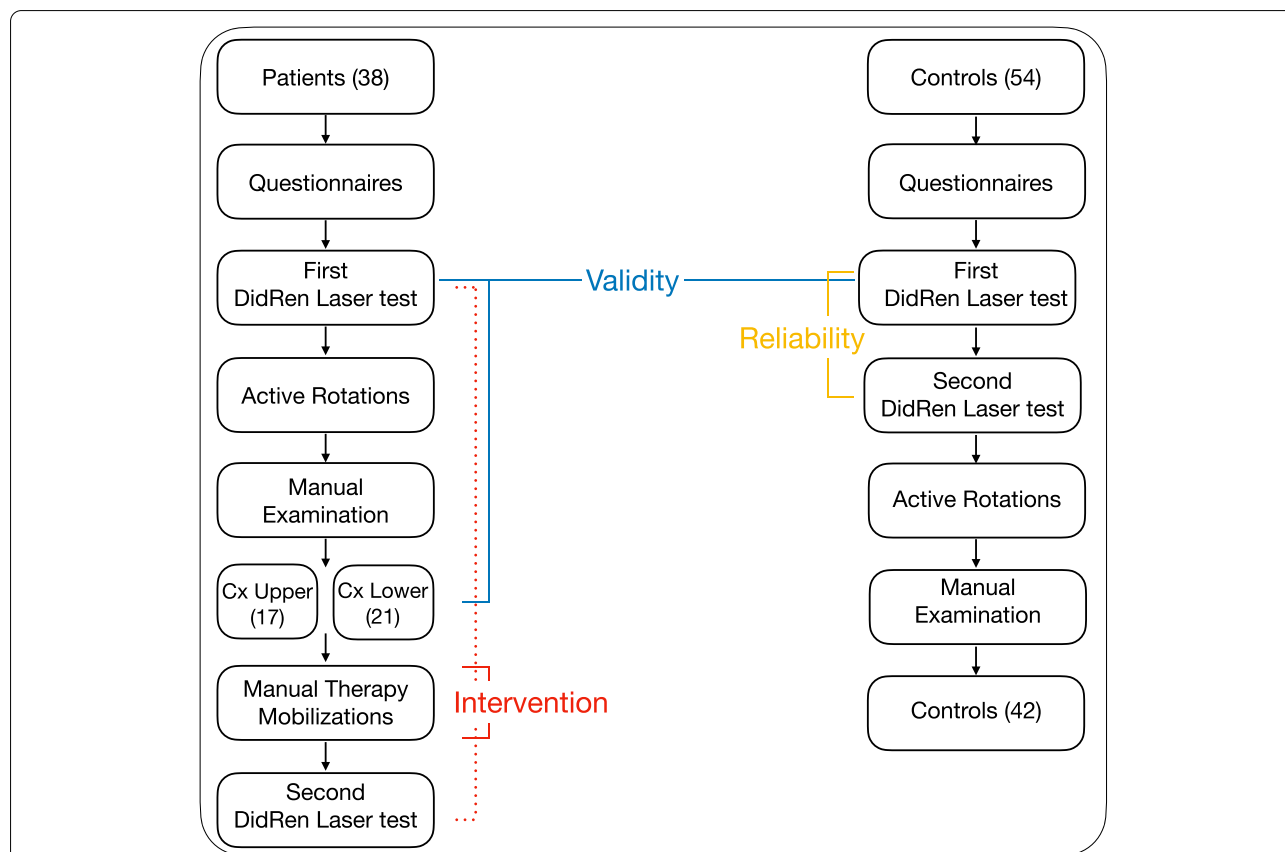 Patients (38)
Questionnaires
First
DidRen Laser test
Active Rotations
Manual
Examination
Cx Upper
(17)
Cx Lower
(21)
Manual Therapy
Mobilizations
Second
DidRen Laser test
Validity
Reliability
Intervention
Controls (54)
Questionnaires
First
DidRen Laser test
Second
DidRen Laser test
Active Rotations
Manual
Examination
Controls (42)